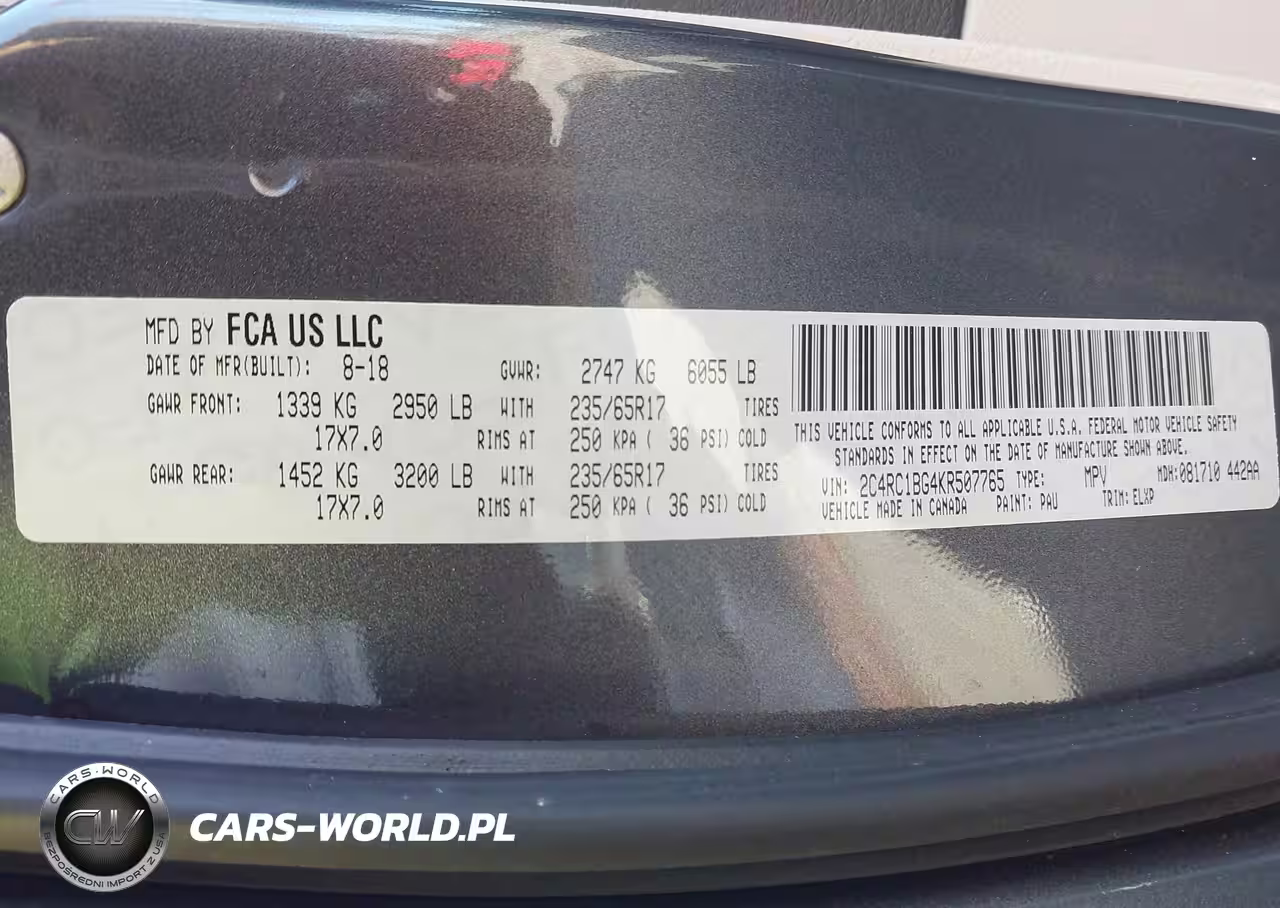 MFD BY FCA US LLC
DATE OF MFR(BUILT): 8-18 GVWR: 2747 KG 6055 LB
GAWR FRONT: 1339 KG 2950 LB WITH 235/65R17 TIRES
17X7.0 RIMS AT 250 KPA ( 36 PSI) COLD
GAWR REAR: 1452 KG 3200 LB WITH 235/65R17 TIRES
17X7.0 RIMS AT 250 KPA ( 36 PSI) COLD
THIS VEHICLE CONFORMS TO ALL APPLICABLE U.S.A. FEDERAL MOTOR VEHICLE SAFETY
STANDARDS IN EFFECT ON THE DATE OF MANUFACTURE SHOWN ABOVE.
VIN: 2C4RC1BG4KR507765 TYPE: MPV MDH:081710 442AA
VEHICLE MADE IN CANADA PAINT: PAU TRIM: ELXP
CARS-WORLD
CW
BEZPOŚREDNI IMPORT Z USA
CARS-WORLD.PL